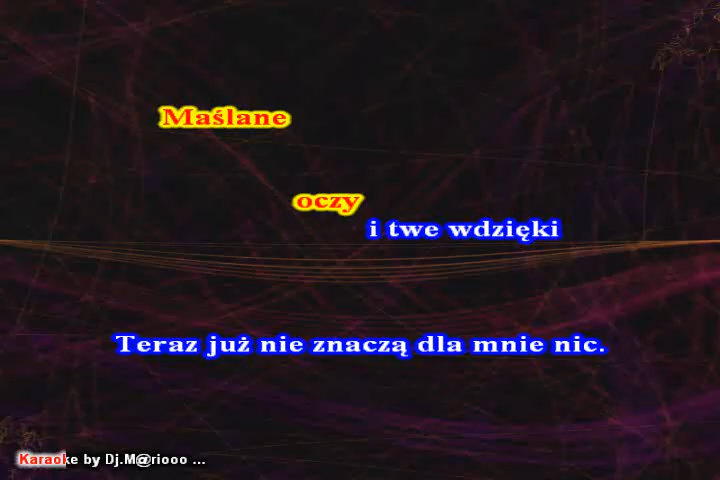 Maślane
oczy
i twe wdzięki
Teraz już nie znaczą dla mnie nic.
Karaoke by Dj.M@riooo ...